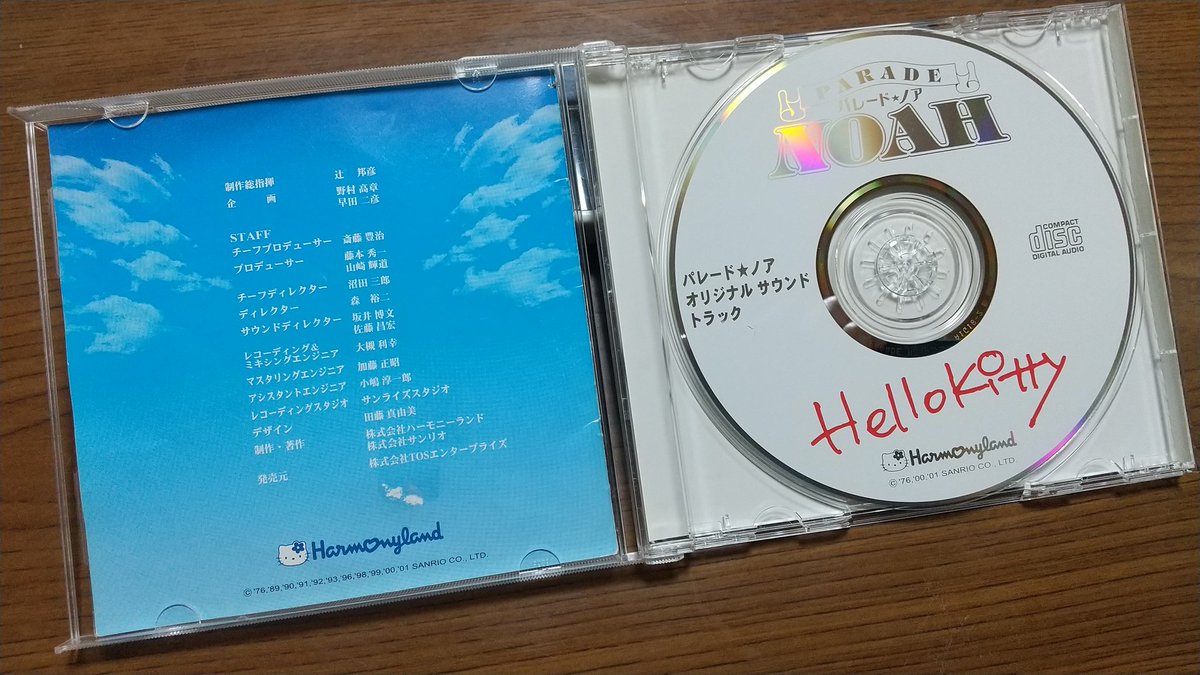 制作総指揮 辻 邦彦
企 画 野村 高章
早田 二彦
STAFF
チーフプロデューサー 斎藤 豊治
プロデューサー 藤本 秀一
山崎 輝道
チーフディレクター 沼田 三郎
ディレクター 森 裕二
サウンドディレクター 坂井 博文
佐藤 昌宏
レコーディング&
ミキシングエンジニア 大槻 利幸
マスタリングエンジニア 加藤 正昭
アシスタントエンジニア 小嶋 淳一郎
レコーディングスタジオ サンライズスタジオ
デザイン 田藤 真由美
制作・著作 株式会社ハーモニーランド
株式会社サンリオ
発売元 株式会社TOSエンタープライズ
Harmonyland
©'76,'89,'90,'91,'92,'93,'96,'98,'99,'00,'01 SANRIO CO., LTD.
PARADE
パレード★ノア
NOAH
COMPACT
disc
DIGITAL AUDIO
パレード★ノア
オリジナル サウンド
トラック
HelloKitty
Harmonyland
©'76,'00,'01 SANRIO CO., LTD.